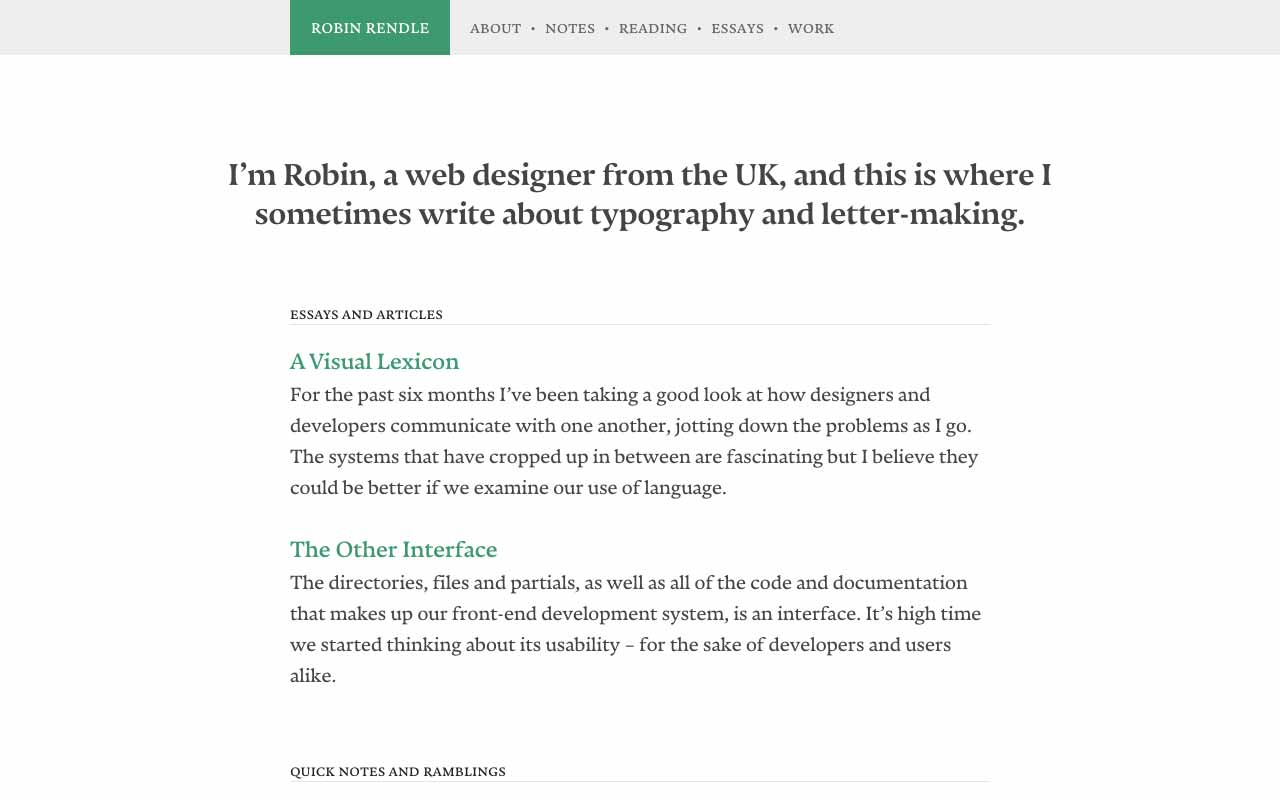 ROBIN RENDLE ABOUT • NOTES • READING • ESSAYS • WORK
I’m Robin, a web designer from the UK, and this is where I
sometimes write about typography and letter-making.
ESSAYS AND ARTICLES
A Visual Lexicon
For the past six months I’ve been taking a good look at how designers and
developers communicate with one another, jotting down the problems as I go.
The systems that have cropped up in between are fascinating but I believe they
could be better if we examine our use of language.
The Other Interface
The directories, files and partials, as well as all of the code and documentation
that makes up our front-end development system, is an interface. It’s high time
we started thinking about its usability – for the sake of developers and users
alike.
QUICK NOTES AND RAMBLINGS